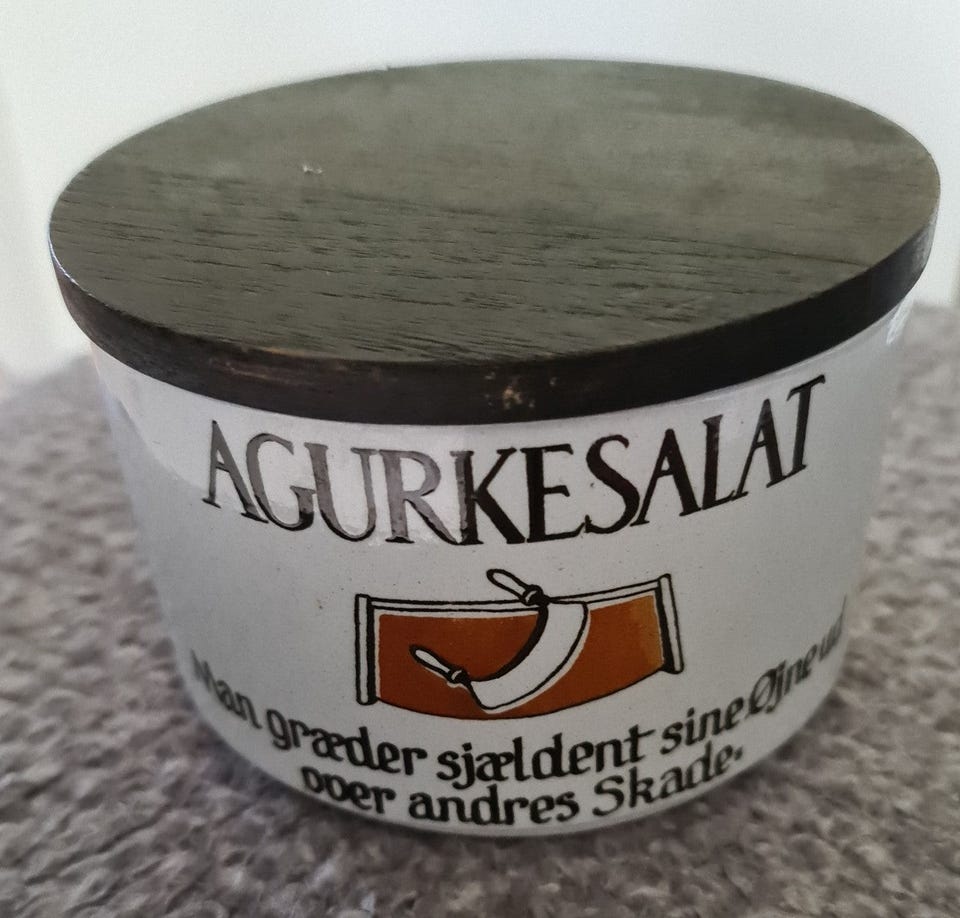 AGURKESALAT
Man græder sjældent sine Øjne ud
over andres Skade.